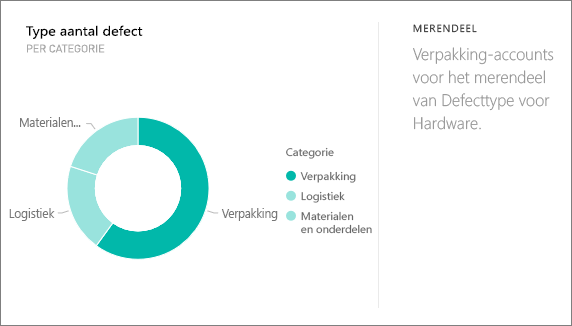 Type aantal defect
PER CATEGORIE
Materialen...
Logistiek
Verpakking
Categorie
Verpakking
Logistiek
Materialen
en onderdelen
MERENDEEL
Verpakking-accounts
voor het merendeel
van Defecttype voor
Hardware.